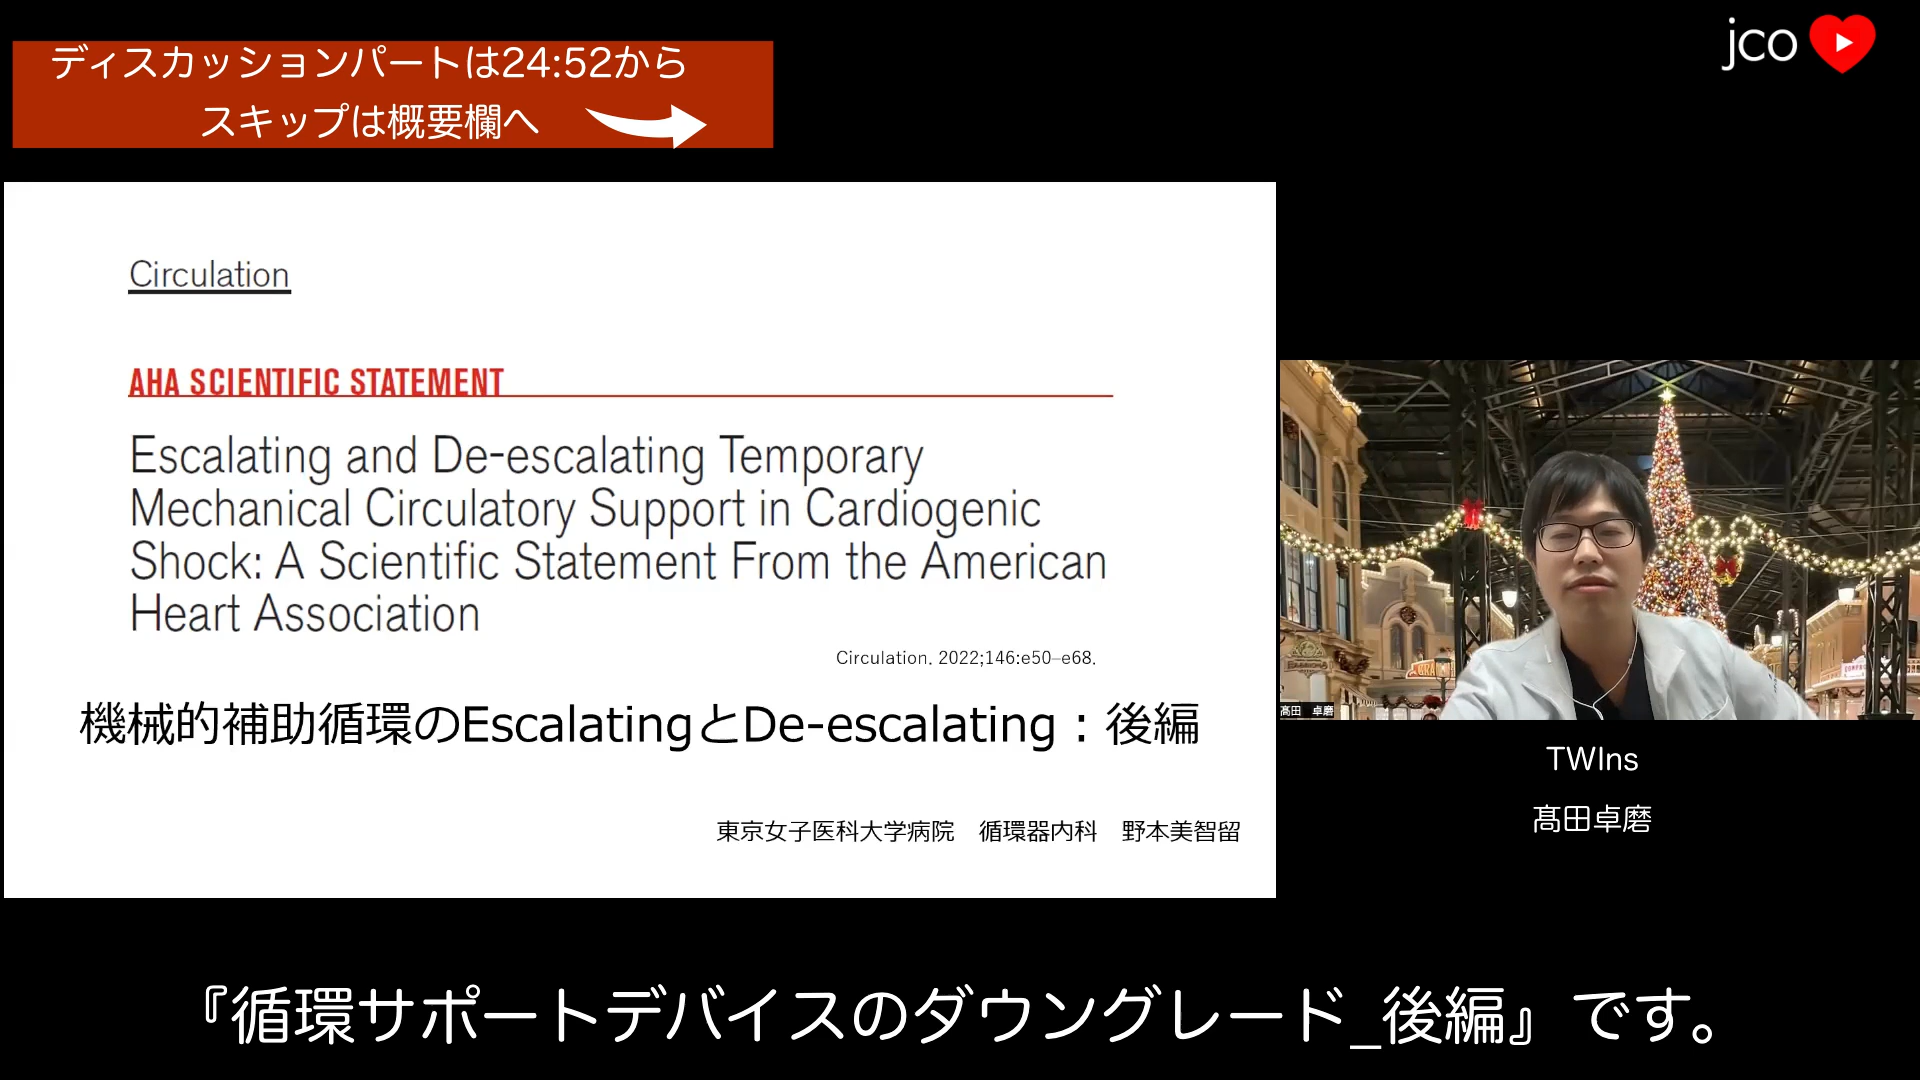 ディスカッションパートは24:52から
スキップは概要欄へ
jco
Circulation
AHA SCIENTIFIC STATEMENT
Escalating and De-escalating Temporary
Mechanical Circulatory Support in Cardiogenic
Shock: A Scientific Statement From the American
Heart Association
Circulation. 2022;146:e50–e68.
機械的補助循環のEscalatingとDe-escalating：後編
東京女子医科大学病院　循環器内科　野本美智留
髙田　卓磨
TWIns
髙田卓磨
『循環サポートデバイスのダウングレード_後編』です。